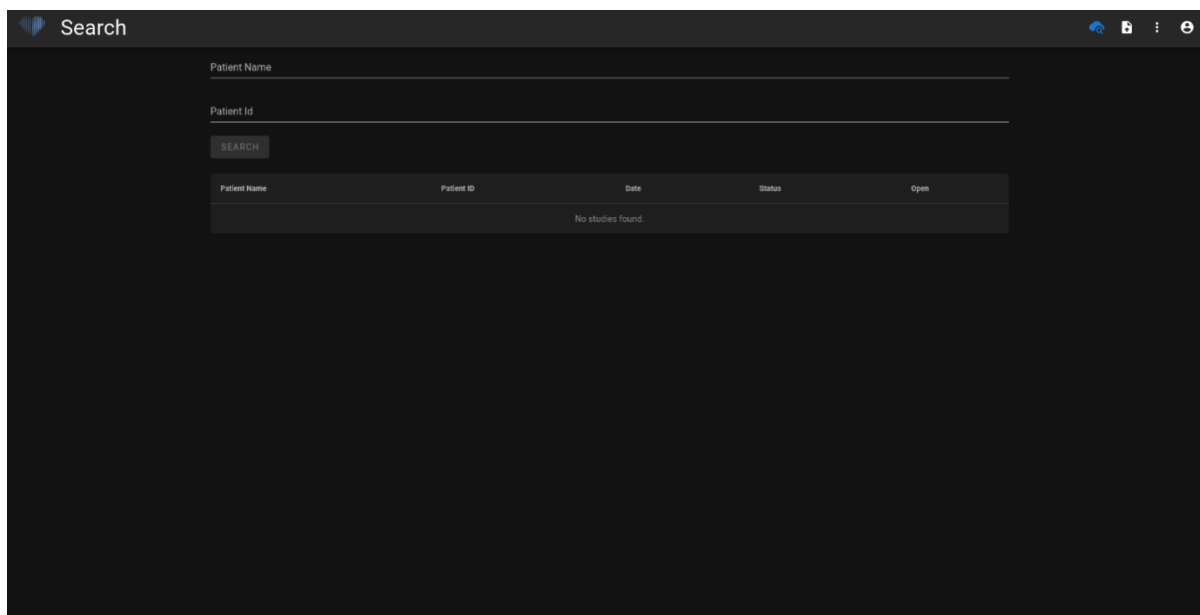 Search
Patient Name
Patient Id
SEARCH
Patient Name Patient ID Date Status Open
No studies found.